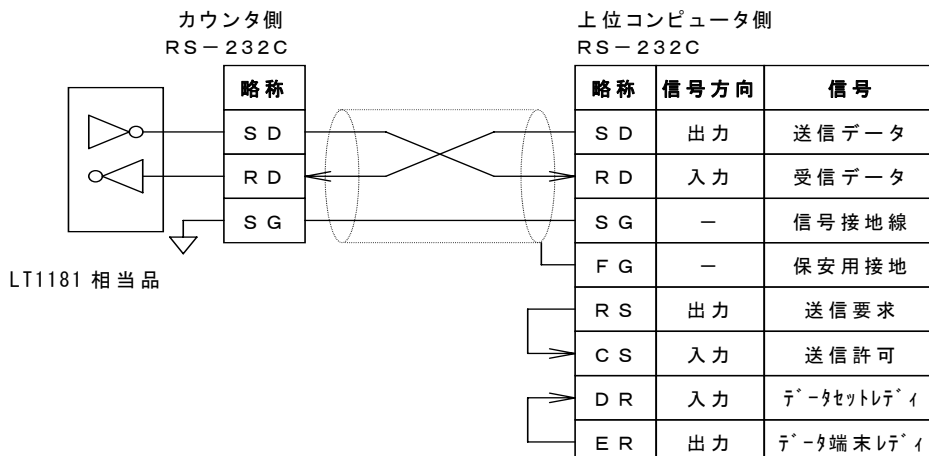 カウンタ側
RS-232C
上位コンピュータ側
RS-232C
略称
SD
RD
SG
LT1181 相当品
略称 信号方向 信号
SD 出力 送信データ
RD 入力 受信データ
SG - 信号接地線
FG - 保安用接地
RS 出力 送信要求
CS 入力 送信許可
DR 入力 データセットレディ
ER 出力 データ端末レディ